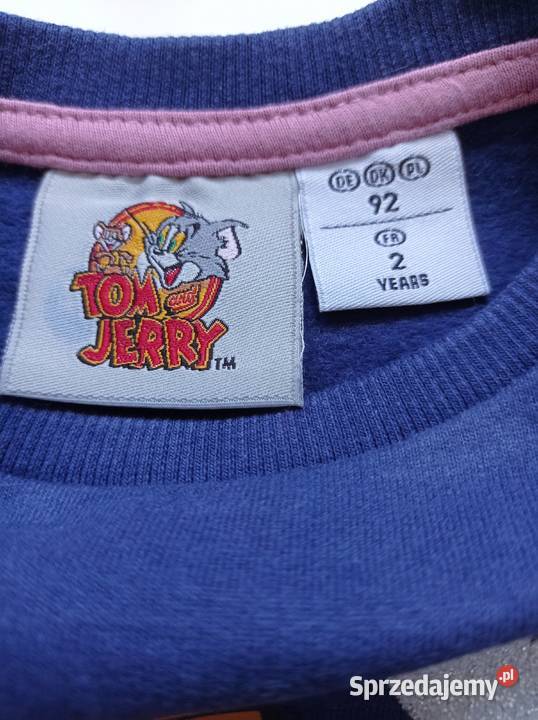 TOM and
JERRY TM
DE DK PL
92
FR
2
YEARS
Sprzedajemy.pl